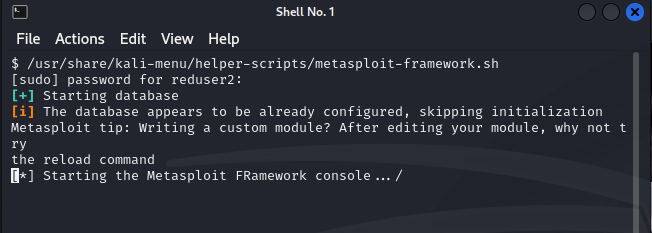 Shell No. 1
File Actions Edit View Help
$ /usr/share/kali-menu/helper-scripts/metasploit-framework.sh
[sudo] password for reduser2:
[+] Starting database
[i] The database appears to be already configured, skipping initialization
Metasploit tip: Writing a custom module? After editing your module, why not t
ry
the reload command
[*] Starting the Metasploit FRamework console.../